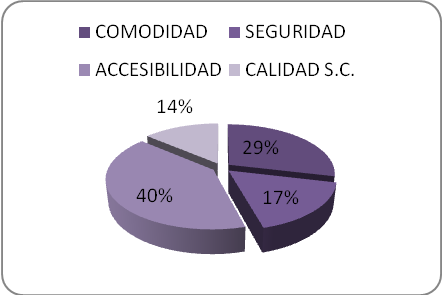 COMODIDAD SEGURIDAD
ACCESIBILIDAD CALIDAD S.C.
14%
29%
40% 17%